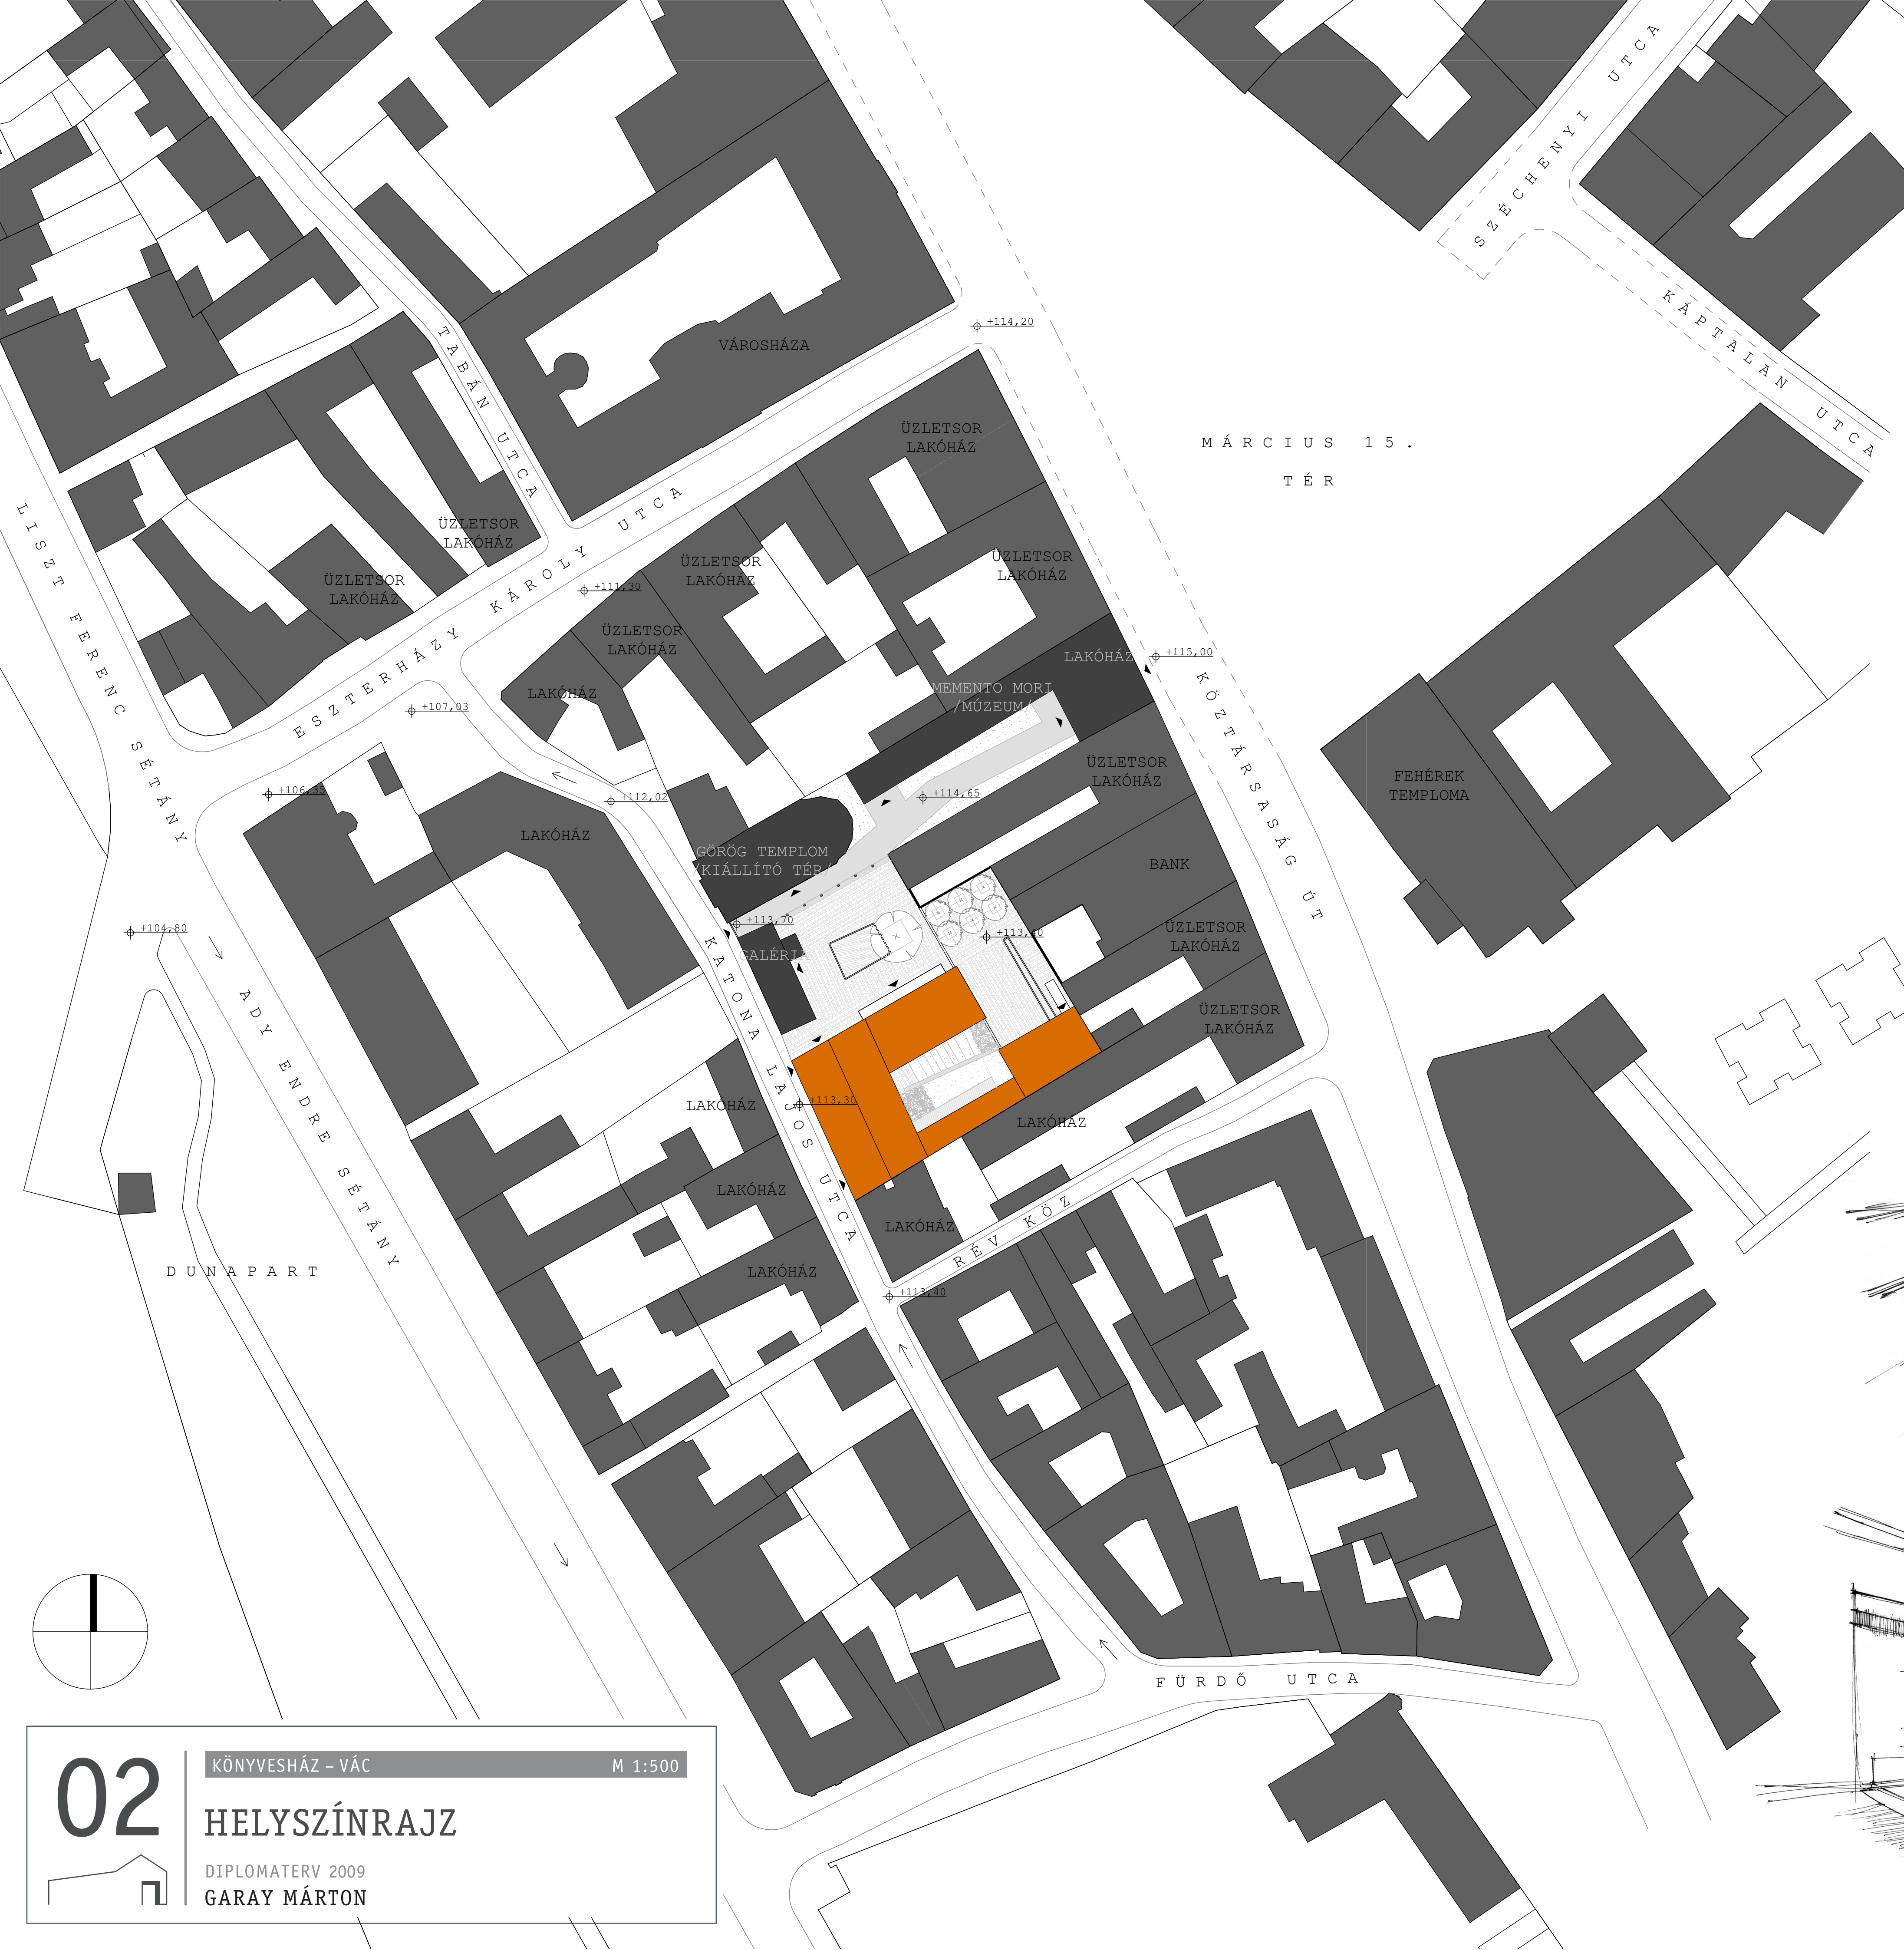 SZÉCHENYI UTCA
KÁPTALAN UTCA
+114,20
TABÁN UTCA
VÁROSHÁZA
MÁRCIUS 15.
TÉR
ÜZLETSOR
LAKÓHÁZ
ÜZLETSOR
LAKÓHÁZ
ESZTERHÁZY KÁROLY UTCA
LISZT FERENC SÉTÁNY
ÜZLETSOR
LAKÓHÁZ
ÜZLETSOR
LAKÓHÁZ
ÜZLETSOR
LAKÓHÁZ
+111,30
ÜZLETSOR
LAKÓHÁZ
LAKÓHÁZ
+115,00
LAKÓHÁZ
MEMENTO MORI
/MÚZEUM/
KÖZTÁRSASÁG ÚT
+107,03
ÜZLETSOR
LAKÓHÁZ
FEHÉREK
TEMPLOMA
+106,35
+112,02
+114,65
LAKÓHÁZ
GÖRÖG TEMPLOM
/KIÁLLÍTÓ TÉR/
BANK
+104,80
+113,70
+113,40
ÜZLETSOR
LAKÓHÁZ
GALÉRIA
KATONA LAJOS UTCA
ADY ENDRE SÉTÁNY
ÜZLETSOR
LAKÓHÁZ
+113,30
LAKÓHÁZ
LAKÓHÁZ
LAKÓHÁZ
LAKÓHÁZ
RÉV KÖZ
DUNAPART
LAKÓHÁZ
+113,40
FÜRDŐ UTCA
02
KÖNYVESHÁZ – VÁC M 1:500
HELYSZÍNRAJZ
DIPLOMATERV 2009
GARAY MÁRTON